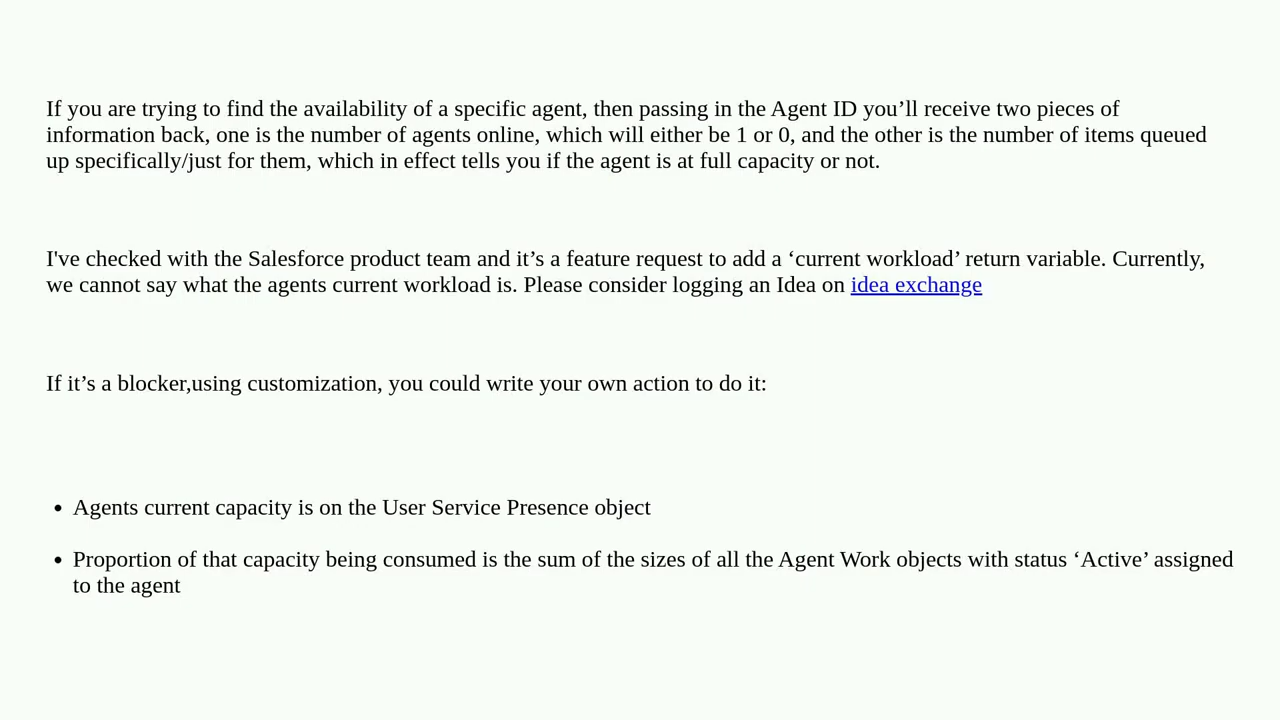 If you are trying to find the availability of a specific agent, then passing in the Agent ID you’ll receive two pieces of
information back, one is the number of agents online, which will either be 1 or 0, and the other is the number of items queued
up specifically/just for them, which in effect tells you if the agent is at full capacity or not.
I've checked with the Salesforce product team and it’s a feature request to add a ‘current workload’ return variable. Currently,
we cannot say what the agents current workload is. Please consider logging an Idea on idea exchange
If it’s a blocker,using customization, you could write your own action to do it:
• Agents current capacity is on the User Service Presence object
• Proportion of that capacity being consumed is the sum of the sizes of all the Agent Work objects with status ‘Active’ assigned
to the agent